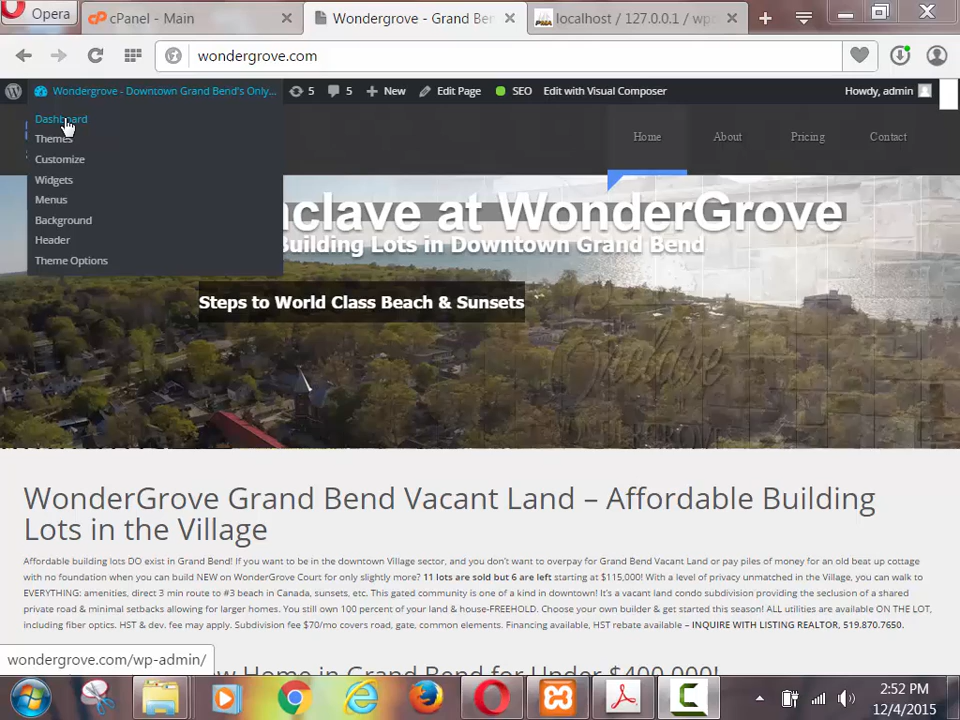 Opera
cPanel - Main
Wondergrove - Grand Ben
localhost / 127.0.0.1 / wp
wondergrove.com
Wondergrove - Downtown Grand Bend's Only...
5
5
New
Edit Page
SEO
Edit with Visual Composer
Howdy, admin
Dashboard
Themes
Customize
Widgets
Menus
Background
Header
Theme Options
Home
About
Pricing
Contact
nclave at WonderGrove
Building Lots in Downtown Grand Bend
Steps to World Class Beach & Sunsets
WonderGrove Grand Bend Vacant Land – Affordable Building
Lots in the Village
Affordable building lots DO exist in Grand Bend! If you want to be in the downtown Village sector, and you don't want to overpay for Grand Bend Vacant Land or pay piles of money for an old beat up cottage
with no foundation when you can build NEW on WonderGrove Court for only slightly more? 11 lots are sold but 6 are left starting at $115,000! With a level of privacy unmatched in the Village, you can walk to
EVERYTHING: amenities, direct 3 min route to #3 beach in Canada, sunsets, etc. This gated community is one of a kind in downtown! It's a vacant land condo subdivision providing the seclusion of a shared
private road & minimal setbacks allowing for larger homes. You still own 100 percent of your land & house-FREEHOLD. Choose your own builder & get started this season! ALL utilities are available ON THE LOT,
including fiber optics. HST & dev. fee may apply. Subdivision fee $70/mo covers road, gate, common elements. Financing available, HST rebate available – INQUIRE WITH LISTING REALTOR, 519.870.7650.
w Home in Grand Bend for Under $400,000!
wondergrove.com/wp-admin/
2:52 PM
12/4/2015